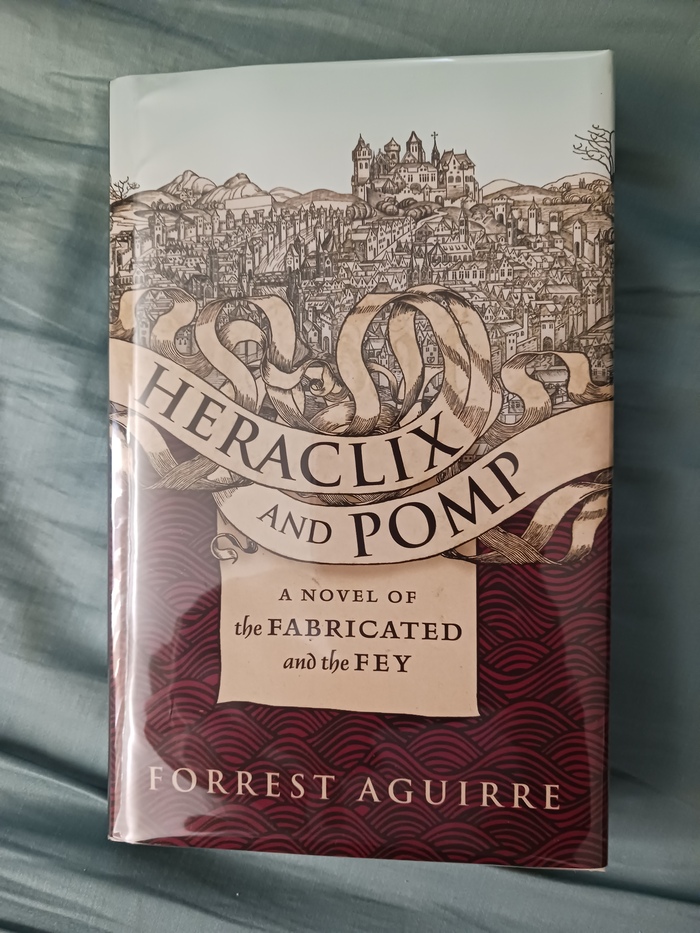 HERACLIX
AND POMP
A NOVEL OF
the FABRICATED
and the FEY
FORREST AGUIRRE